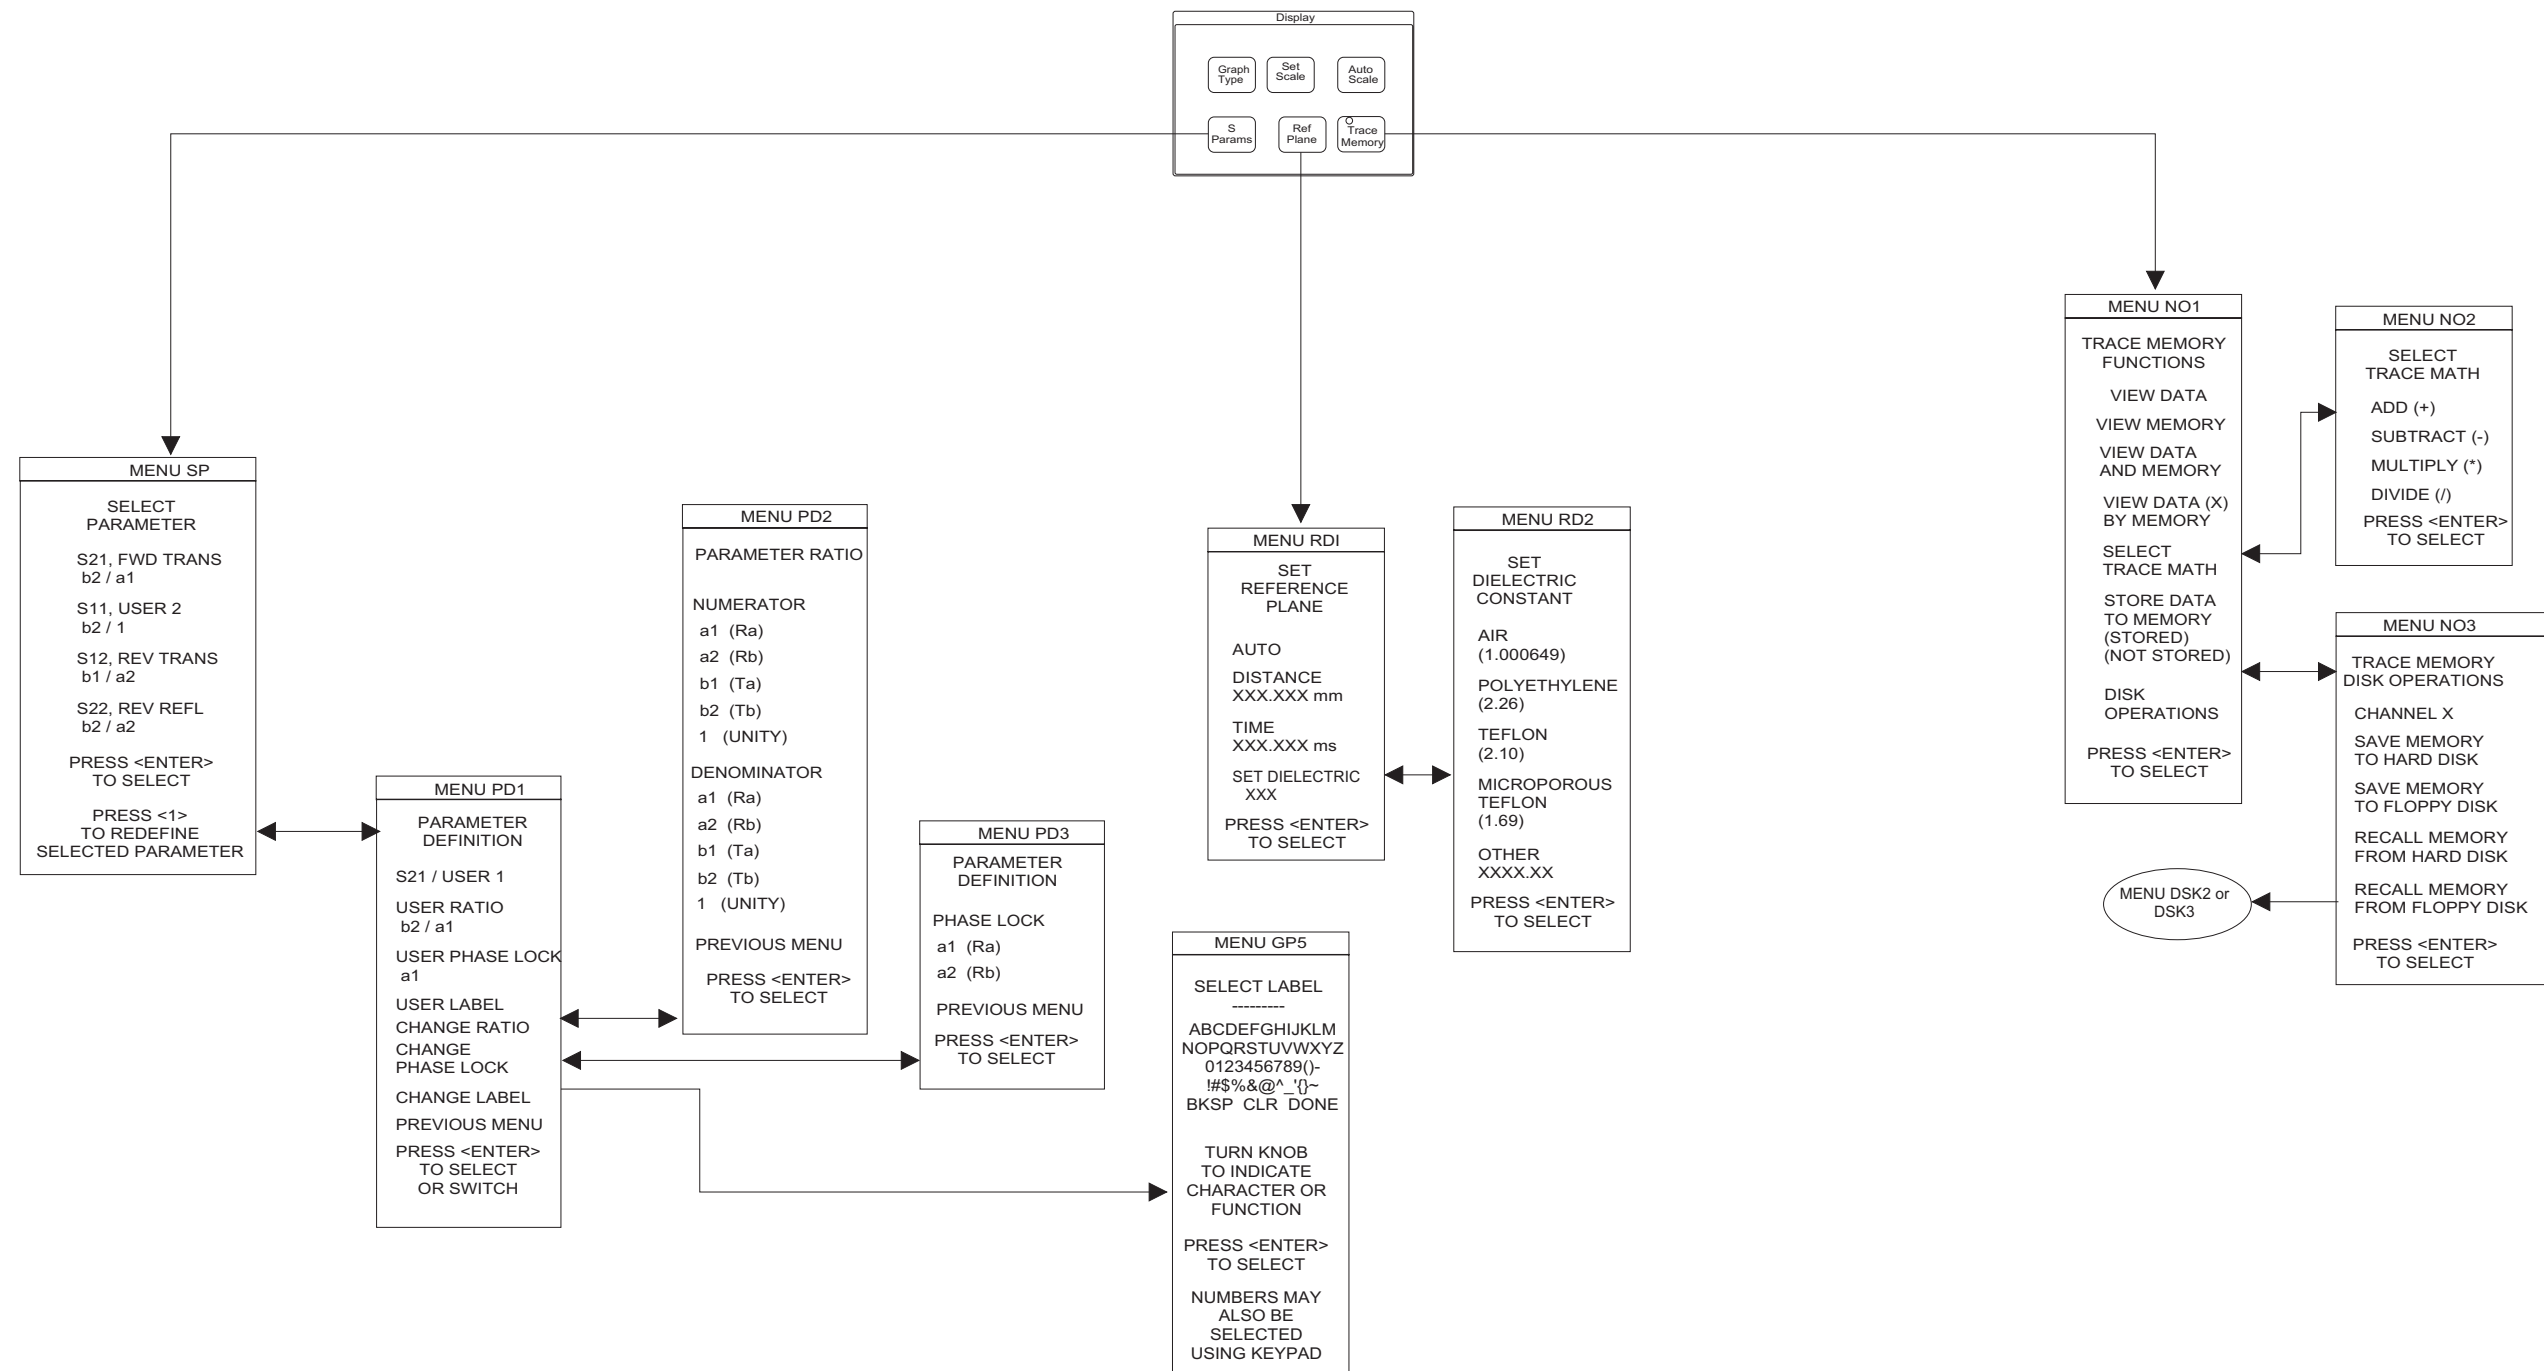 Display
Graph
Type
Set
Scale
Auto
Scale
S
Params
Ref
Plane
Trace
Memory
MENU SP
SELECT
PARAMETER
S21, FWD TRANS
b2 / a1
S11, USER 2
b2 / 1
S12, REV TRANS
b1 / a2
S22, REV REFL
b2 / a2
PRESS <ENTER>
TO SELECT
PRESS <1>
TO REDEFINE
SELECTED PARAMETER
MENU PD1
PARAMETER
DEFINITION
S21 / USER 1
USER RATIO
b2 / a1
USER PHASE LOCK
a1
USER LABEL
CHANGE RATIO
CHANGE
PHASE LOCK
CHANGE LABEL
PREVIOUS MENU
PRESS <ENTER>
TO SELECT
OR SWITCH
MENU PD2
PARAMETER RATIO
NUMERATOR
a1 (Ra)
a2 (Rb)
b1 (Ta)
b2 (Tb)
1 (UNITY)
DENOMINATOR
a1 (Ra)
a2 (Rb)
b1 (Ta)
b2 (Tb)
1 (UNITY)
PREVIOUS MENU
PRESS <ENTER>
TO SELECT
MENU PD3
PARAMETER
DEFINITION
PHASE LOCK
a1 (Ra)
a2 (Rb)
PREVIOUS MENU
PRESS <ENTER>
TO SELECT
MENU GP5
SELECT LABEL
---------
ABCDEFGHIJKLM
NOPQRSTUVWXYZ
0123456789()-
!#$%&@^_'{}~
BKSP CLR DONE
TURN KNOB
TO INDICATE
CHARACTER OR
FUNCTION
PRESS <ENTER>
TO SELECT
NUMBERS MAY
ALSO BE
SELECTED
USING KEYPAD
MENU RDI
SET
REFERENCE
PLANE
AUTO
DISTANCE
XXX.XXX mm
TIME
XXX.XXX ms
SET DIELECTRIC
XXX
PRESS <ENTER>
TO SELECT
MENU RD2
SET
DIELECTRIC
CONSTANT
AIR
(1.000649)
POLYETHYLENE
(2.26)
TEFLON
(2.10)
MICROPOROUS
TEFLON
(1.69)
OTHER
XXXX.XX
PRESS <ENTER>
TO SELECT
MENU NO1
TRACE MEMORY
FUNCTIONS
VIEW DATA
VIEW MEMORY
VIEW DATA
AND MEMORY
VIEW DATA (X)
BY MEMORY
SELECT
TRACE MATH
STORE DATA
TO MEMORY
(STORED)
(NOT STORED)
DISK
OPERATIONS
PRESS <ENTER>
TO SELECT
MENU NO2
SELECT
TRACE MATH
ADD (+)
SUBTRACT (-)
MULTIPLY (*)
DIVIDE (/)
PRESS <ENTER>
TO SELECT
MENU NO3
TRACE MEMORY
DISK OPERATIONS
CHANNEL X
SAVE MEMORY
TO HARD DISK
SAVE MEMORY
TO FLOPPY DISK
RECALL MEMORY
FROM HARD DISK
RECALL MEMORY
FROM FLOPPY DISK
PRESS <ENTER>
TO SELECT
MENU DSK2 or
DSK3